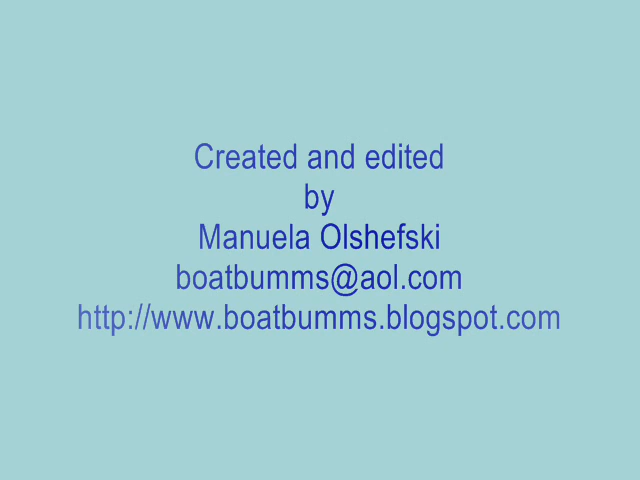 Created and edited
by
Manuela Olshefski
boatbumms@aol.com
http://www.boatbumms.blogspot.com